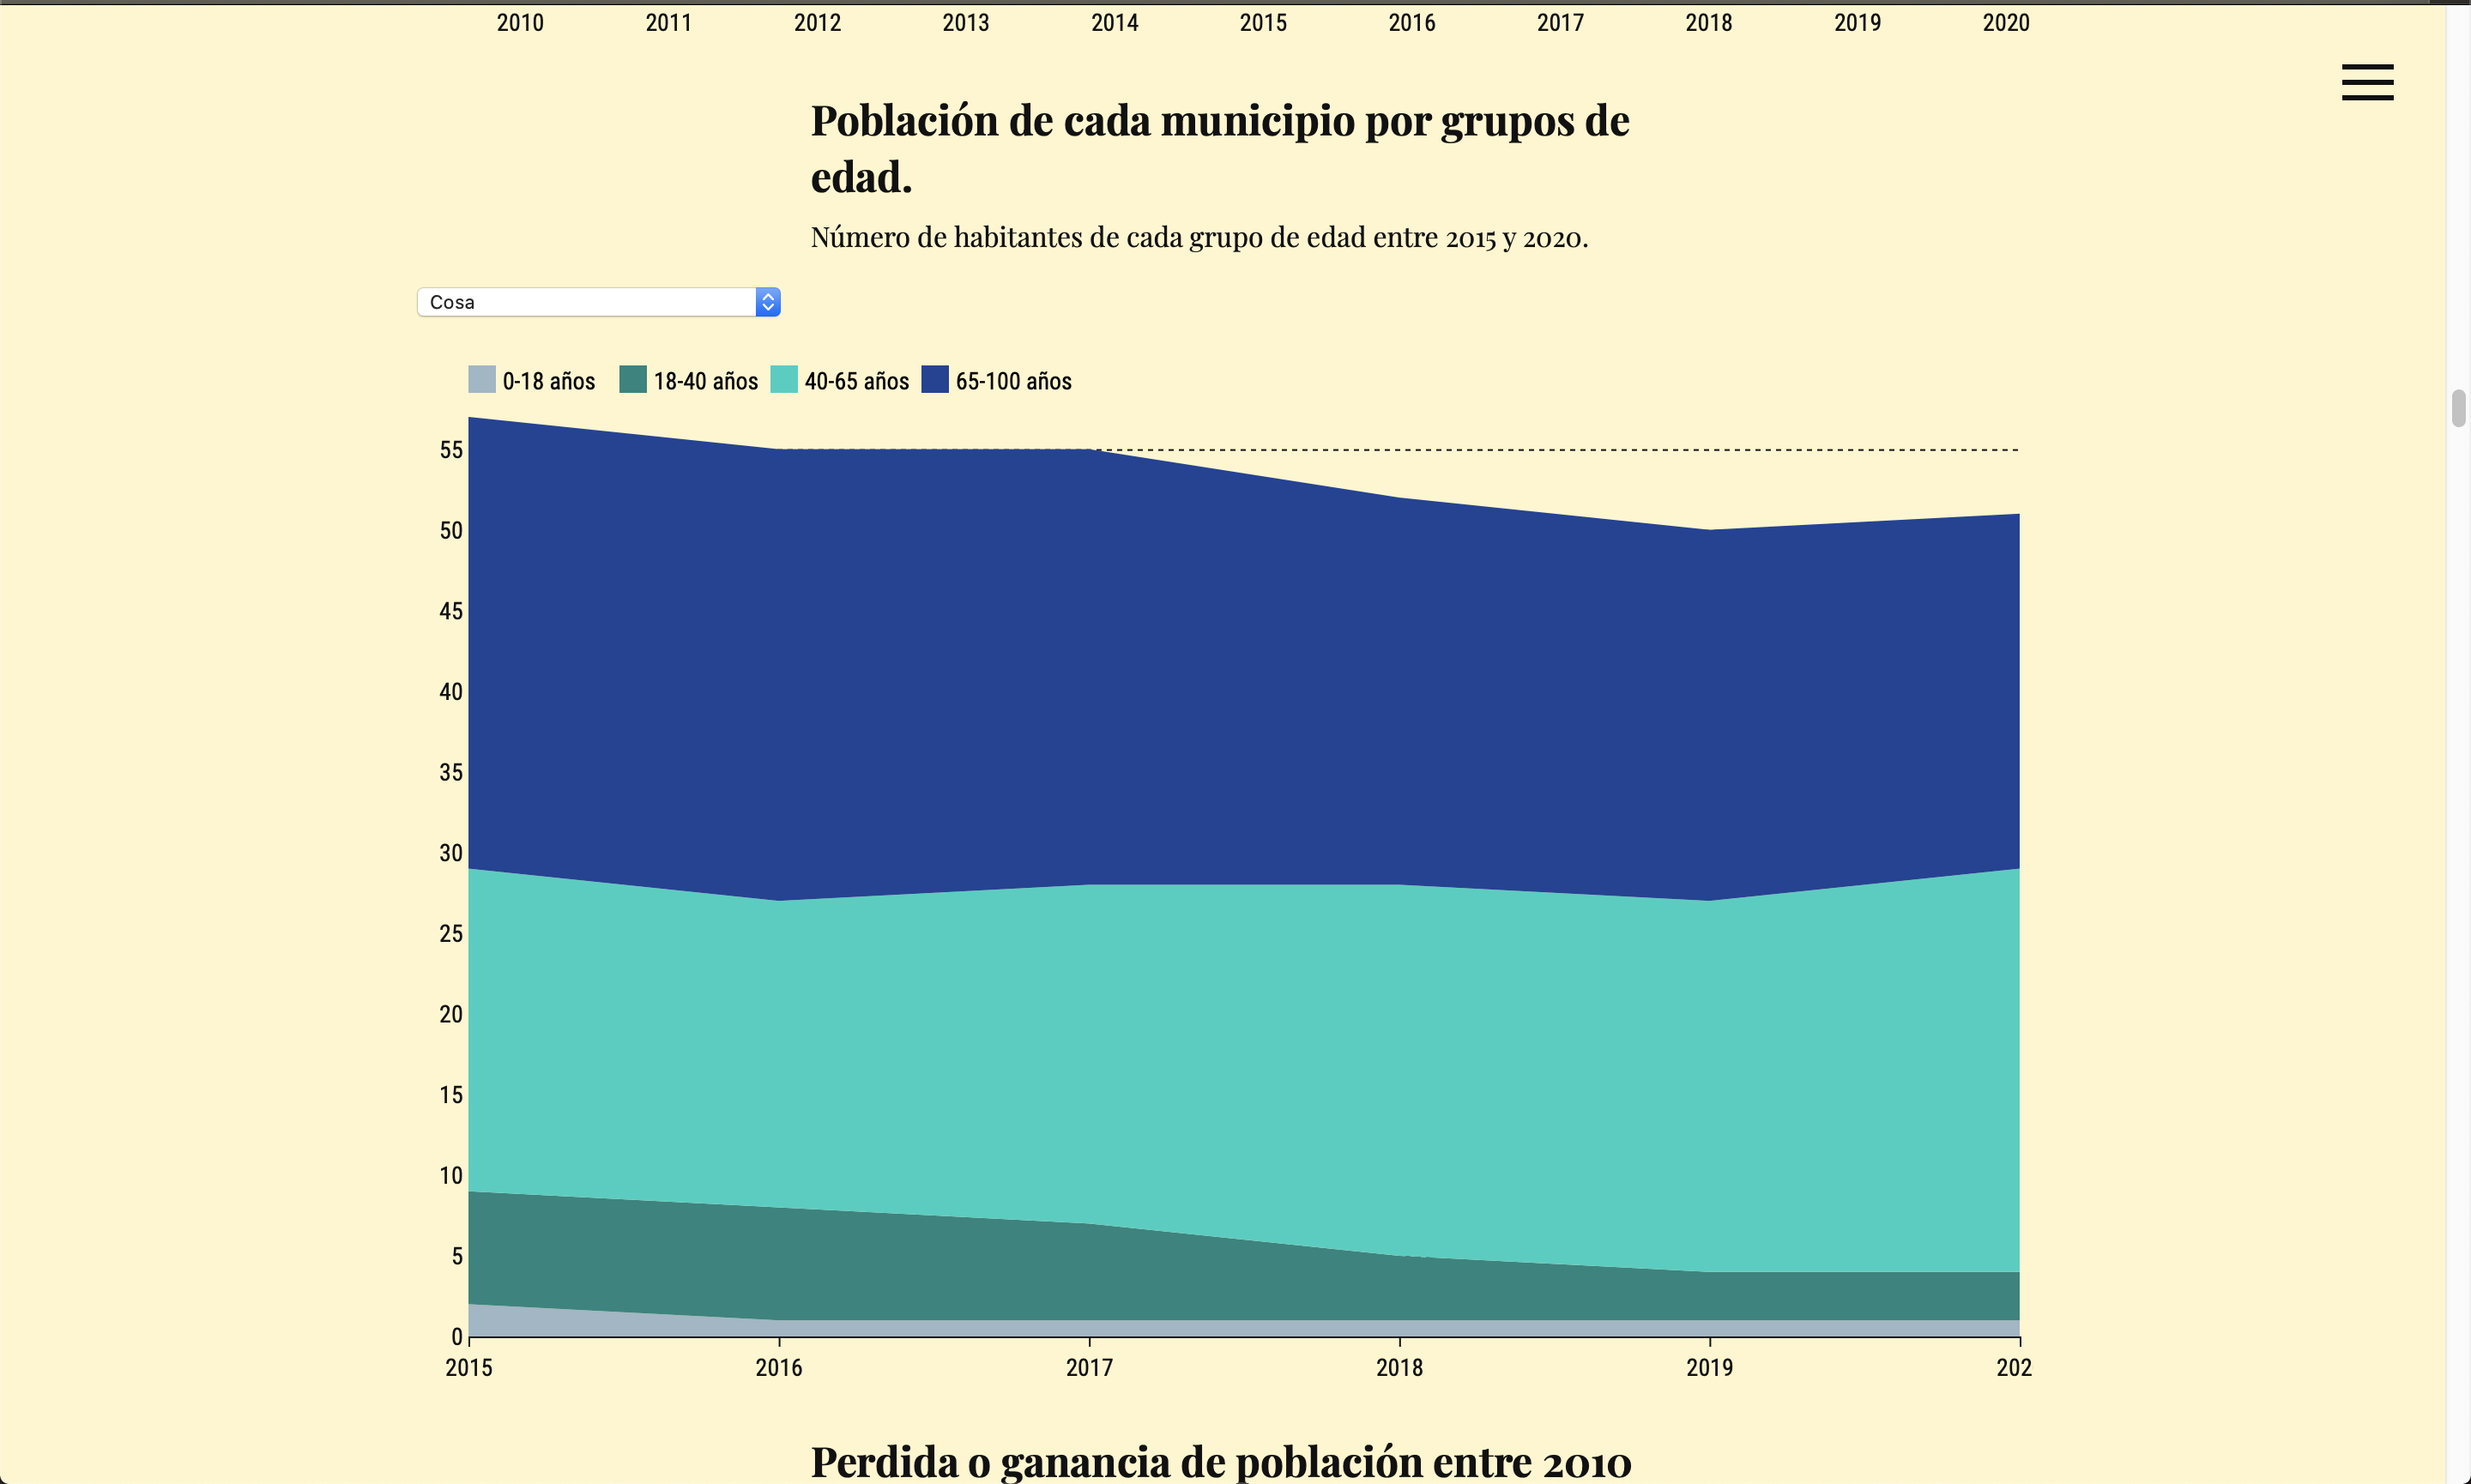 2010 2011 2012 2013 2014 2015 2016 2017 2018 2019 2020
Población de cada municipio por grupos de
edad.
Número de habitantes de cada grupo de edad entre 2015 y 2020.
Cosa
0-18 años 18-40 años 40-65 años 65-100 años
55
50
45
40
35
30
25
20
15
10
5
0
2015 2016 2017 2018 2019 202
Perdida o ganancia de población entre 2010